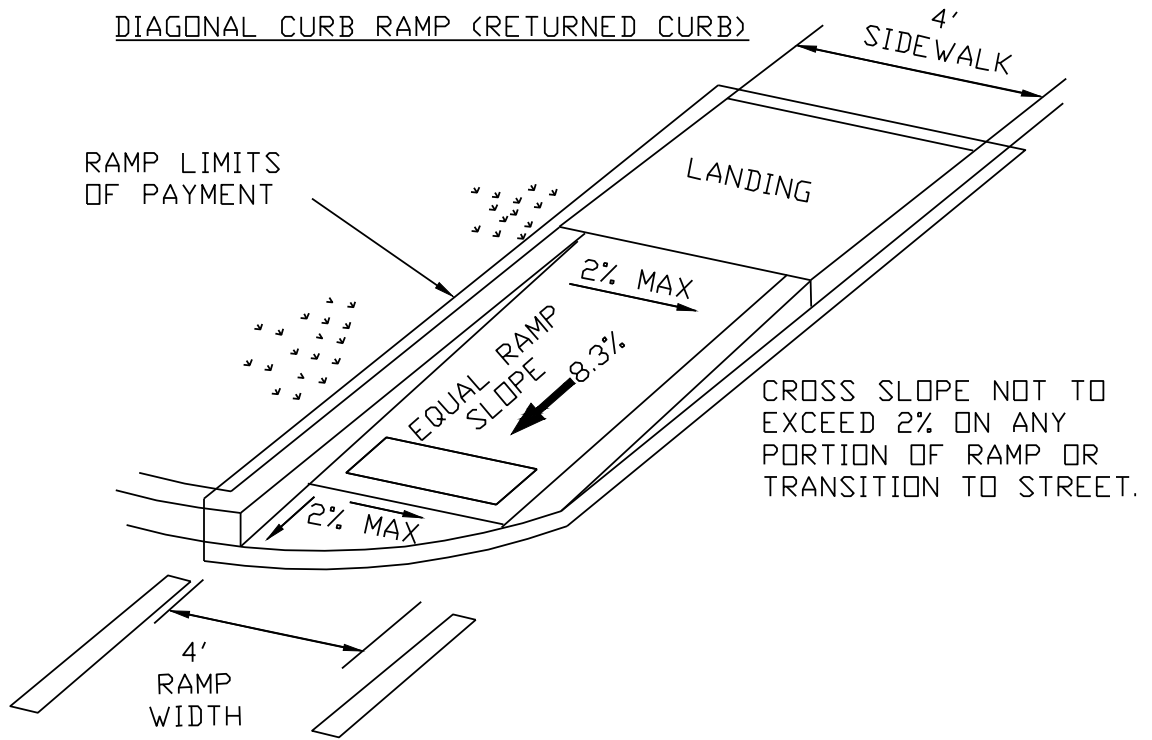 DIAGONAL CURB RAMP (RETURNED CURB)
4'
SIDEWALK
RAMP LIMITS
OF PAYMENT
LANDING
2% MAX
EQUAL RAMP
SLOPE
8.3%
CROSS SLOPE NOT TO
EXCEED 2% ON ANY
PORTION OF RAMP OR
TRANSITION TO STREET.
2% MAX
4'
RAMP
WIDTH